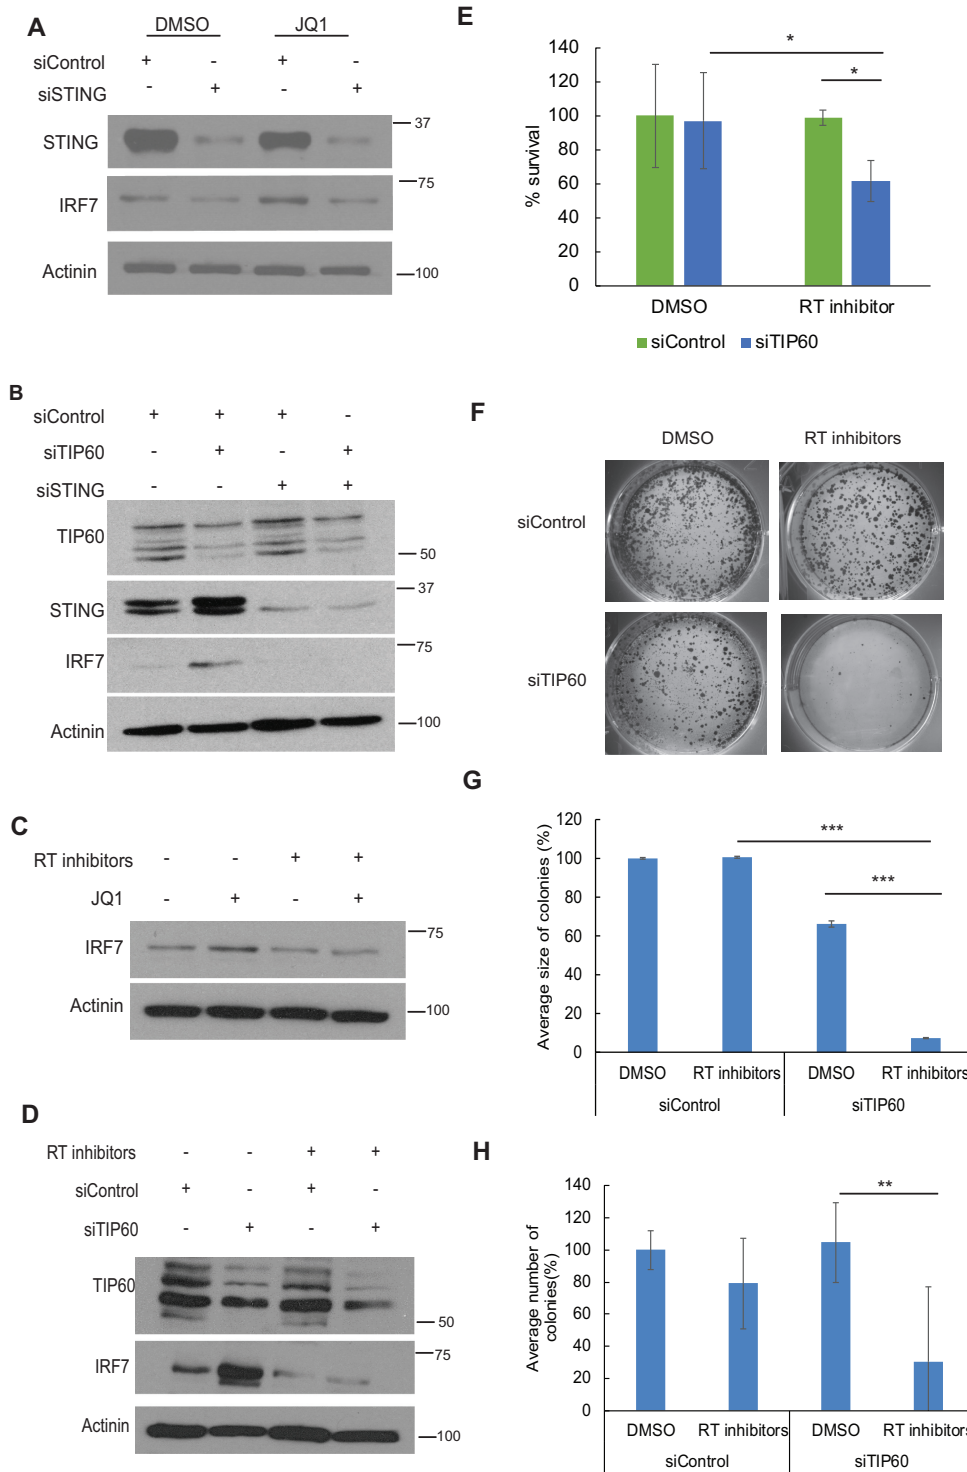 A
DMSO JQ1
siControl + - + -
siSTING - + - +
STING 37
IRF7 75
Actinin 100
B
siControl + + + -
siTIP60 - + - +
siSTING - - + +
TIP60 50
STING 37
IRF7 75
Actinin 100
C
RT inhibitors - - + +
JQ1 - + - +
IRF7 75
Actinin 100
D
RT inhibitors - - + +
siControl + - + -
siTIP60 - + - +
TIP60 50
IRF7 75
Actinin 100
E
% survival
140
120
100
80
60
40
20
0
*
*
DMSO RT inhibitor
siControl siTIP60
F
DMSO RT inhibitors
siControl
siTIP60
G
Average size of colonies (%)
120
100
80
60
40
20
0
***
***
DMSO RT inhibitors DMSO RT inhibitors
siControl siTIP60
H
Average number of
colonies(%)
140
120
100
80
60
40
20
0
**
DMSO RT inhibitors DMSO RT inhibitors
siControl siTIP60